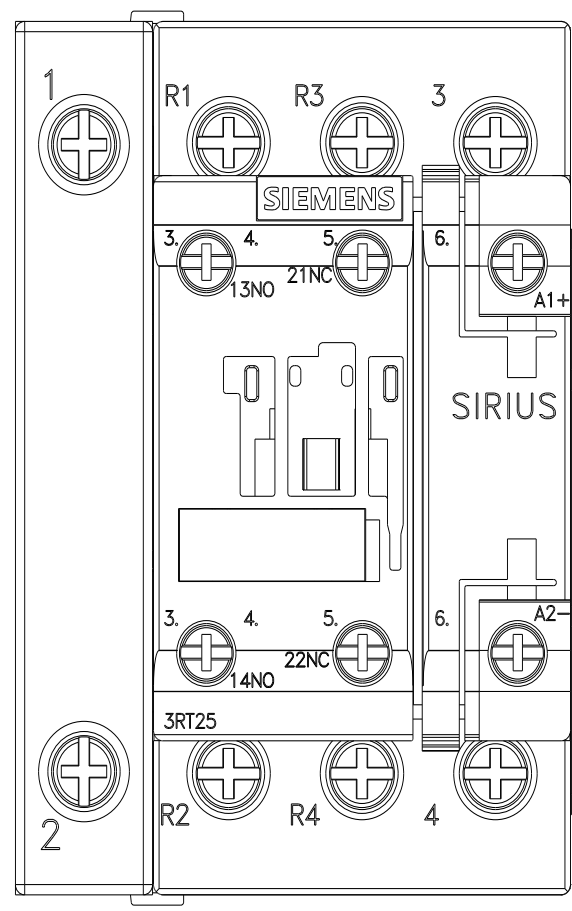 1 R1 R3 3
SIEMENS
3. 4. 5. 6.
13NO 21NC A1+
SIRIUS
3. 4. 5. 6. A2-
14NO 22NC
3RT25
2 R2 R4 4